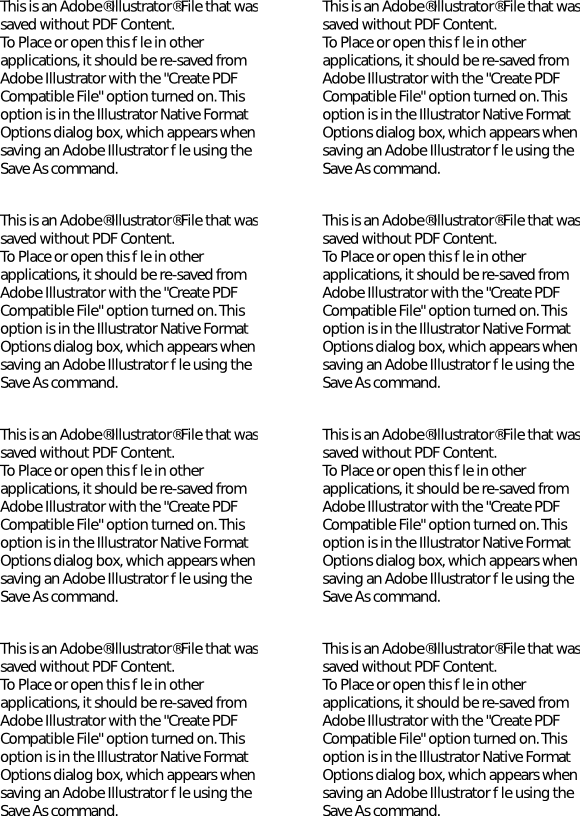 This is an Adobe® Illustrator® File that was
saved without PDF Content.
To Place or open this f le in other
applications, it should be re-saved from
Adobe Illustrator with the "Create PDF
Compatible File" option turned on. This
option is in the Illustrator Native Format
Options dialog box, which appears when
saving an Adobe Illustrator f le using the
Save As command.
This is an Adobe® Illustrator® File that was
saved without PDF Content.
To Place or open this f le in other
applications, it should be re-saved from
Adobe Illustrator with the "Create PDF
Compatible File" option turned on. This
option is in the Illustrator Native Format
Options dialog box, which appears when
saving an Adobe Illustrator f le using the
Save As command.
This is an Adobe® Illustrator® File that was
saved without PDF Content.
To Place or open this f le in other
applications, it should be re-saved from
Adobe Illustrator with the "Create PDF
Compatible File" option turned on. This
option is in the Illustrator Native Format
Options dialog box, which appears when
saving an Adobe Illustrator f le using the
Save As command.
This is an Adobe® Illustrator® File that was
saved without PDF Content.
To Place or open this f le in other
applications, it should be re-saved from
Adobe Illustrator with the "Create PDF
Compatible File" option turned on. This
option is in the Illustrator Native Format
Options dialog box, which appears when
saving an Adobe Illustrator f le using the
Save As command.
This is an Adobe® Illustrator® File that was
saved without PDF Content.
To Place or open this f le in other
applications, it should be re-saved from
Adobe Illustrator with the "Create PDF
Compatible File" option turned on. This
option is in the Illustrator Native Format
Options dialog box, which appears when
saving an Adobe Illustrator f le using the
Save As command.
This is an Adobe® Illustrator® File that was
saved without PDF Content.
To Place or open this f le in other
applications, it should be re-saved from
Adobe Illustrator with the "Create PDF
Compatible File" option turned on. This
option is in the Illustrator Native Format
Options dialog box, which appears when
saving an Adobe Illustrator f le using the
Save As command.
This is an Adobe® Illustrator® File that was
saved without PDF Content.
To Place or open this f le in other
applications, it should be re-saved from
Adobe Illustrator with the "Create PDF
Compatible File" option turned on. This
option is in the Illustrator Native Format
Options dialog box, which appears when
saving an Adobe Illustrator f le using the
Save As command.
This is an Adobe® Illustrator® File that was
saved without PDF Content.
To Place or open this f le in other
applications, it should be re-saved from
Adobe Illustrator with the "Create PDF
Compatible File" option turned on. This
option is in the Illustrator Native Format
Options dialog box, which appears when
saving an Adobe Illustrator f le using the
Save As command.